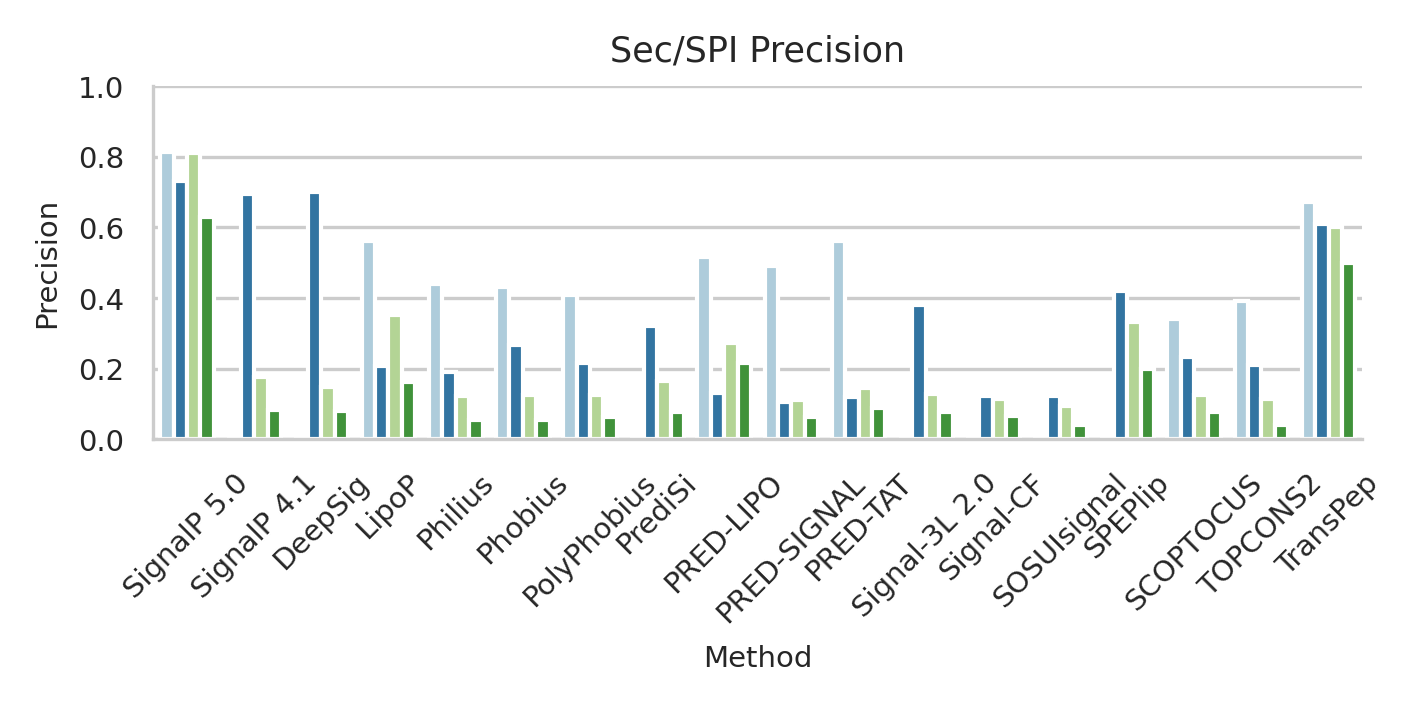 Sec/SPI Precision
1.0
0.8
0.6
0.4
0.2
0.0
Precision
SignalP 5.0
SignalP 4.1
DeepSig
LipoP
Philius
Phobius
PolyPhobius
PrediSi
PRED-LIPO
PRED-SIGNAL
PRED-TAT
Signal-3L 2.0
Signal-CF
SOSUIsignal
SPEPlip
SCOPTOCUS
TOPCONS2
TransPep
Method